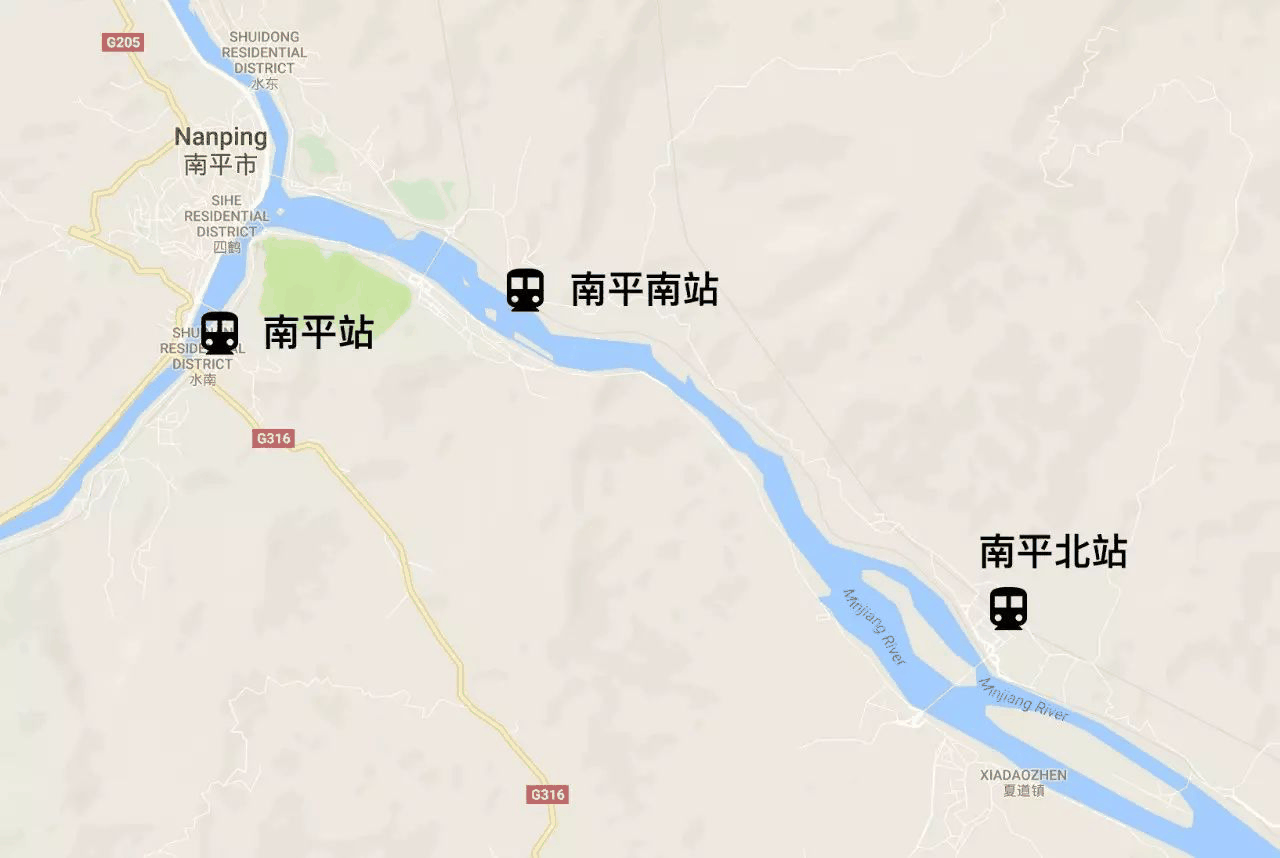 G205
SHUIDONG
RESIDENTIAL
DISTRICT
水东
Nanping
南平市
SIHE
RESIDENTIAL
DISTRICT
四鹤
南平南站
南平站
DISTRICT
水南
G316
南平北站
Minjiang River
Minjiang River
XIADAOZHEN
夏道镇
G316